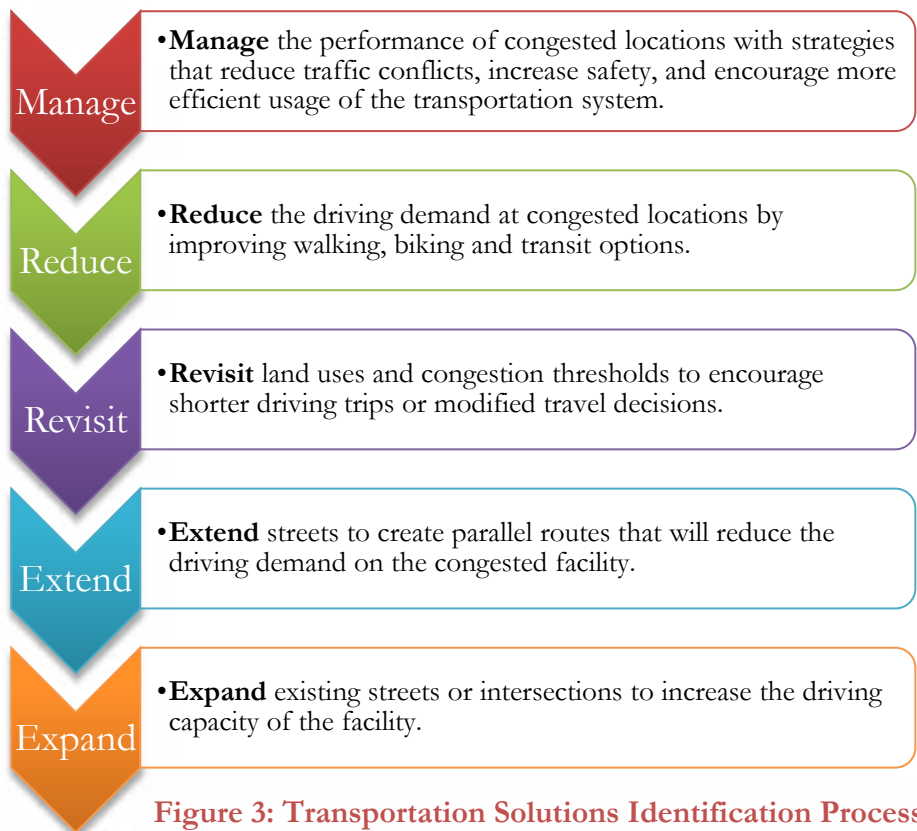 Manage
•Manage the performance of congested locations with strategies
that reduce traffic conflicts, increase safety, and encourage more
efficient usage of the transportation system.
Reduce
•Reduce the driving demand at congested locations by
improving walking, biking and transit options.
Revisit
•Revisit land uses and congestion thresholds to encourage
shorter driving trips or modified travel decisions.
Extend
•Extend streets to create parallel routes that will reduce the
driving demand on the congested facility.
Expand
•Expand existing streets or intersections to increase the driving
capacity of the facility.
Figure 3: Transportation Solutions Identification Process